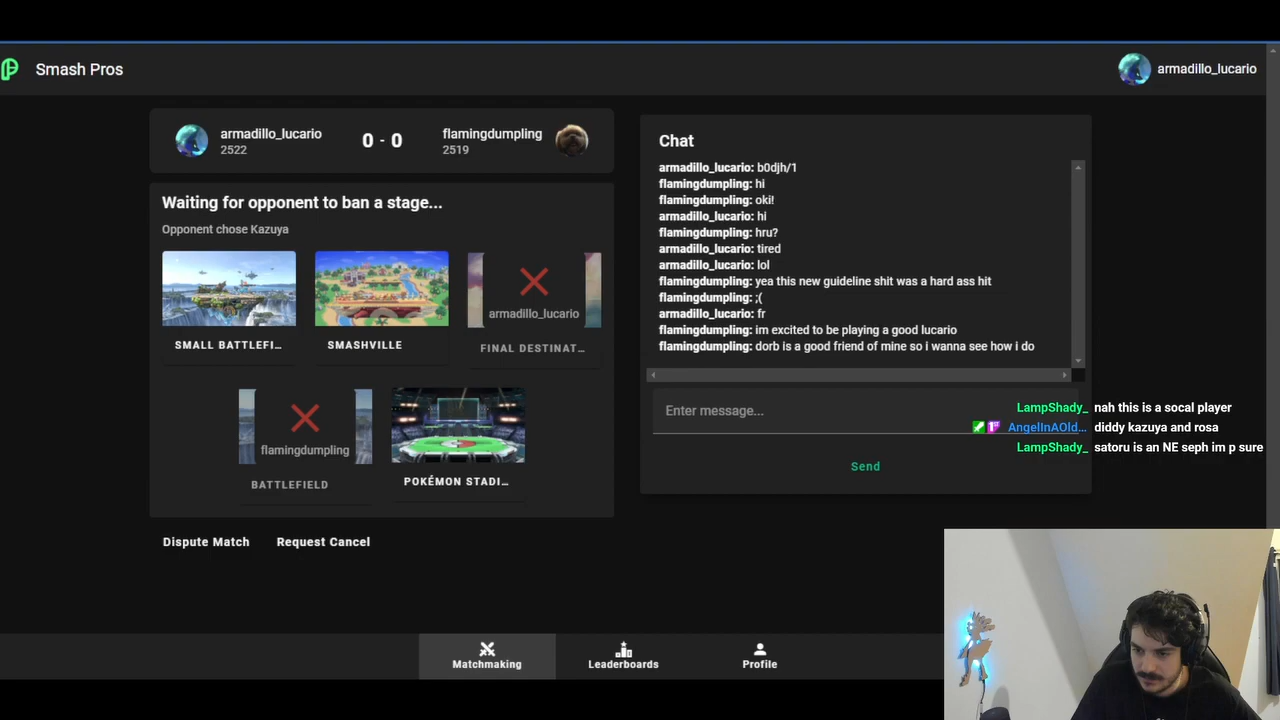 Smash Pros
armadillo_lucario
armadillo_lucario
2522
0 - 0
flamingdumpling
2519
Waiting for opponent to ban a stage...
Opponent chose Kazuya
armadillo_lucario
SMALL BATTLEFI...
SMASHVILLE
FINAL DESTINAT...
flamingdumpling
BATTLEFIELD
POKÉMON STADI...
Dispute Match
Request Cancel
Chat
armadillo_lucario: b0djh/1
flamingdumpling: hi
flamingdumpling: oki!
armadillo_lucario: hi
flamingdumpling: hru?
armadillo_lucario: tired
armadillo_lucario: lol
flamingdumpling: yea this new guideline shit was a hard ass hit
flamingdumpling: ;(
armadillo_lucario: fr
flamingdumpling: im excited to be playing a good lucario
flamingdumpling: dorb is a good friend of mine so i wanna see how i do
Enter message...
Send
LampShady_ nah this is a socal player
AngelInAOld... diddy kazuya and rosa
LampShady_ satoru is an NE seph im p sure
Matchmaking
Leaderboards
Profile